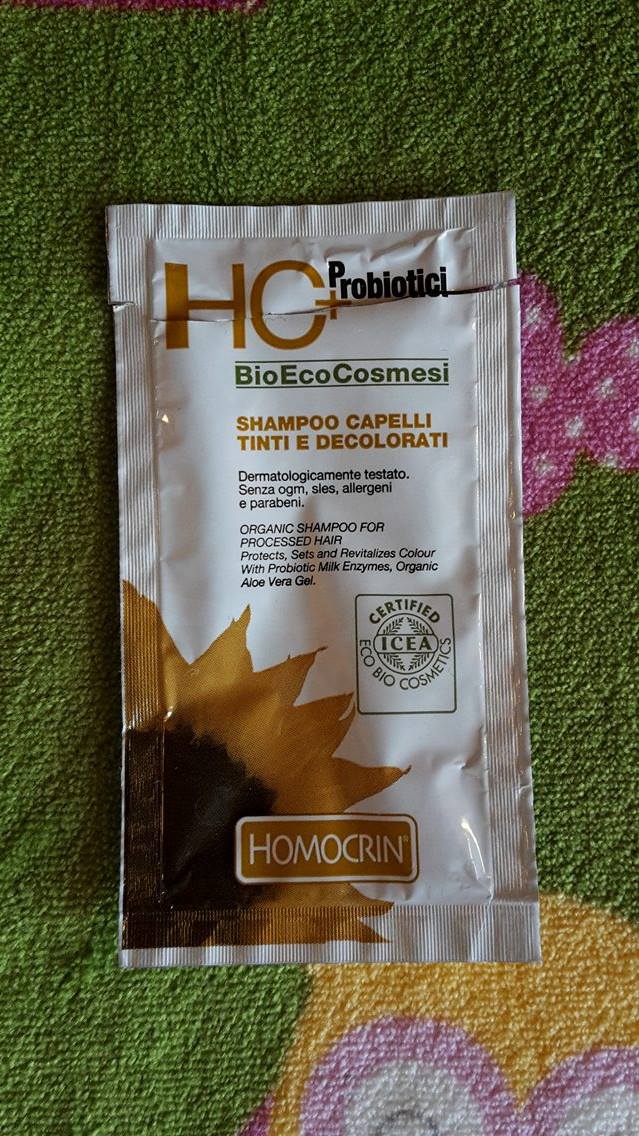 HC+
Probiotici
BioEcoCosmesi
SHAMPOO CAPELLI
TINTI E DECOLORATI
Dermatologicamente testato.
Senza ogm, sles, allergeni
e parabeni.
ORGANIC SHAMPOO FOR
PROCESSED HAIR
Protects, Sets and Revitalizes Colour
With Probiotic Milk Enzymes, Organic
Aloe Vera Gel.
CERTIFIED
ICEA
ECO BIO COSMETICS
HOMOCRIN